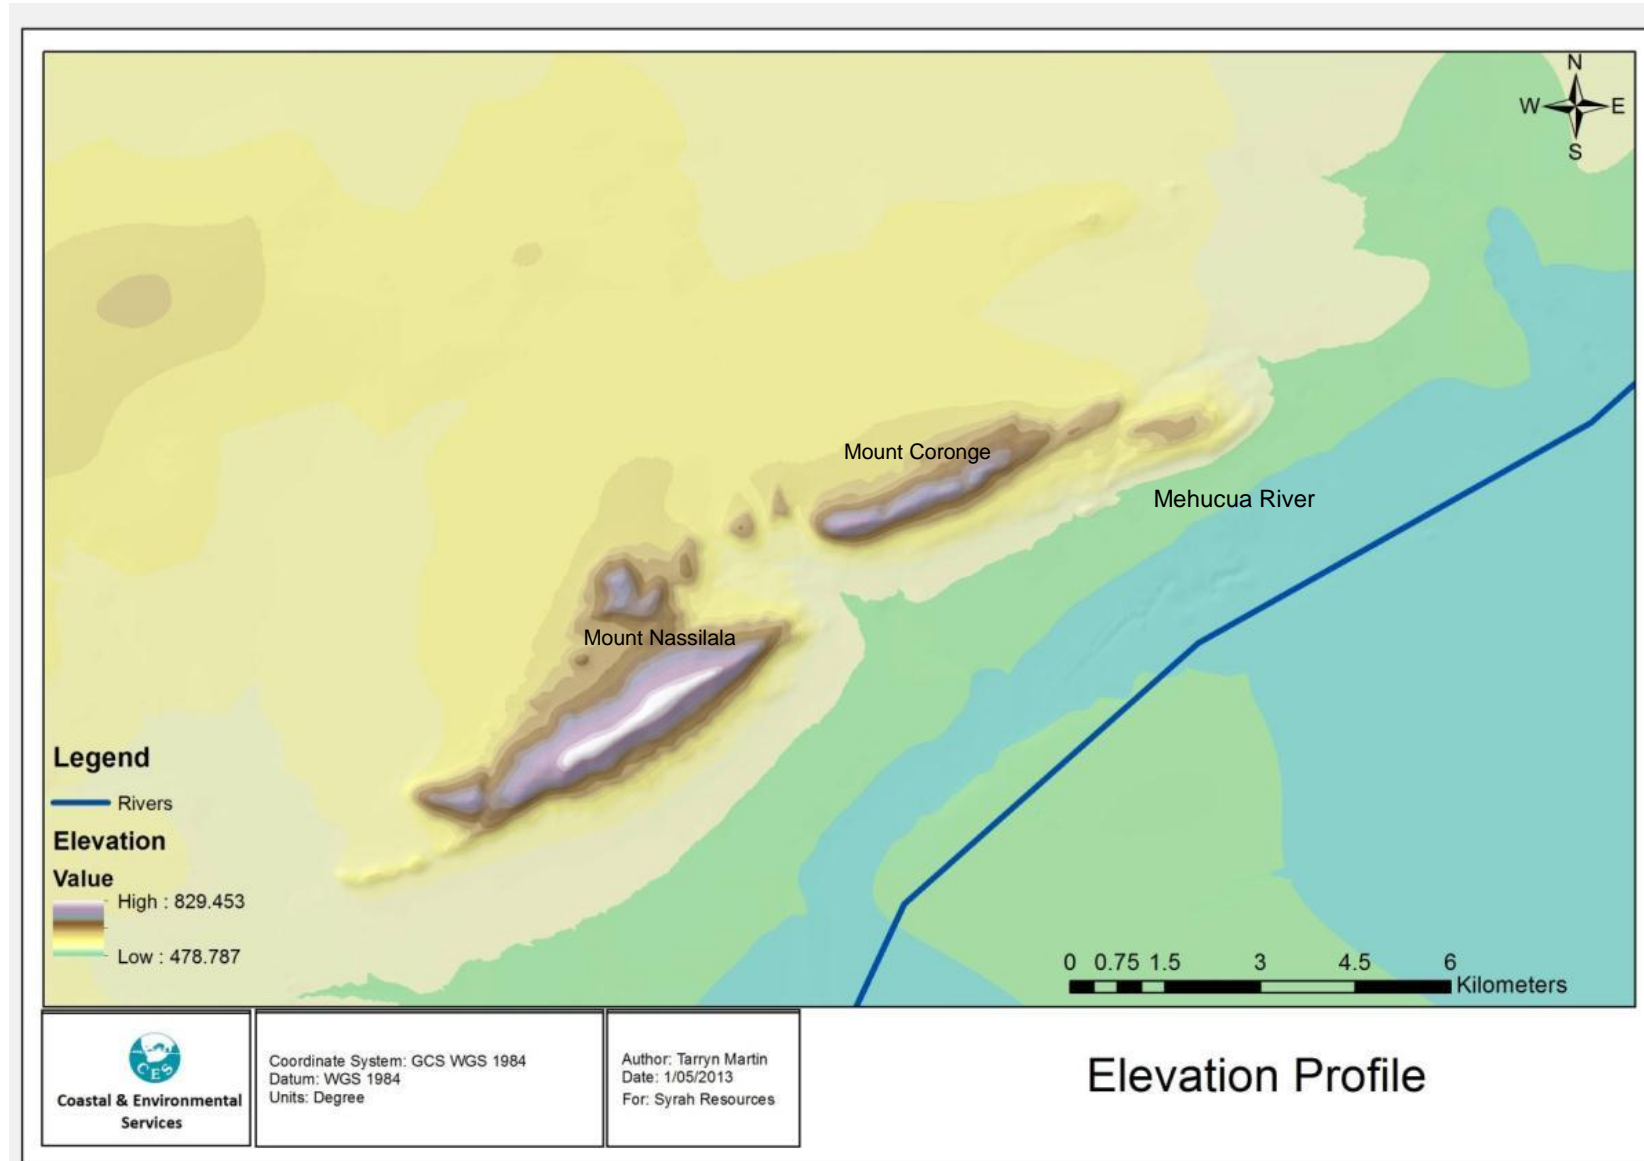 N
W E
S
Mount Coronge
Mehucua River
Mount Nassilala
Legend
Rivers
Elevation
Value
High : 829.453
Low : 478.787
0 0.75 1.5 3 4.5 6
Kilometers
CES
Coastal & Environmental
Services
Coordinate System: GCS WGS 1984
Datum: WGS 1984
Units: Degree
Author: Tarryn Martin
Date: 1/05/2013
For: Syrah Resources
Elevation Profile